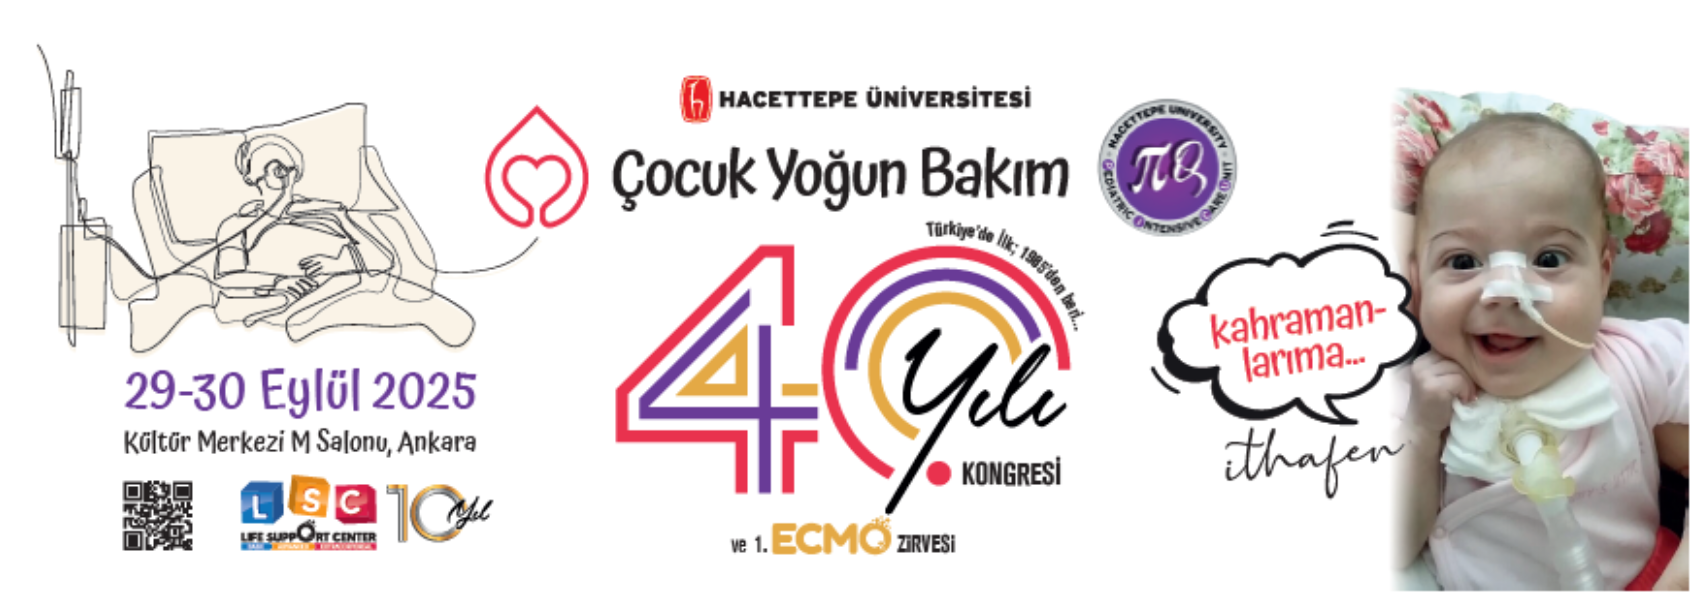 HACETTEPE ÜNİVERSİTESİ
Çocuk Yoğun Bakım
HACETTEPE UNIVERSITY
PEDIATRIC INTENSIVE CARE UNIT
Türkiye'de İlk; 1985'den beri...
40. Yılı
KONGRESİ
ve 1. ECMO ZİRVESİ
29-30 Eylül 2025
Kültür Merkezi M Salonu, Ankara
LSC
LIFE SUPPORT CENTER
10 Yıl
kahraman-
larıma...
ithafen